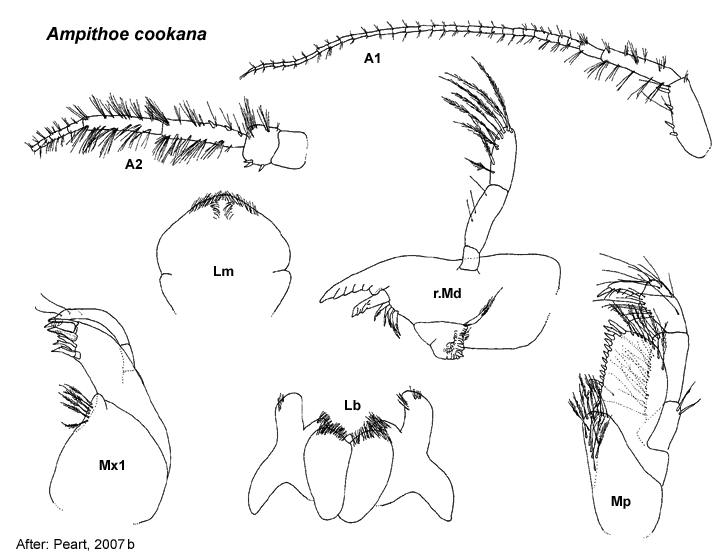 Ampithoe cookana
A1
A2
Lm
r.Md
Lb
Mx1
Mp
After: Peart, 2007b